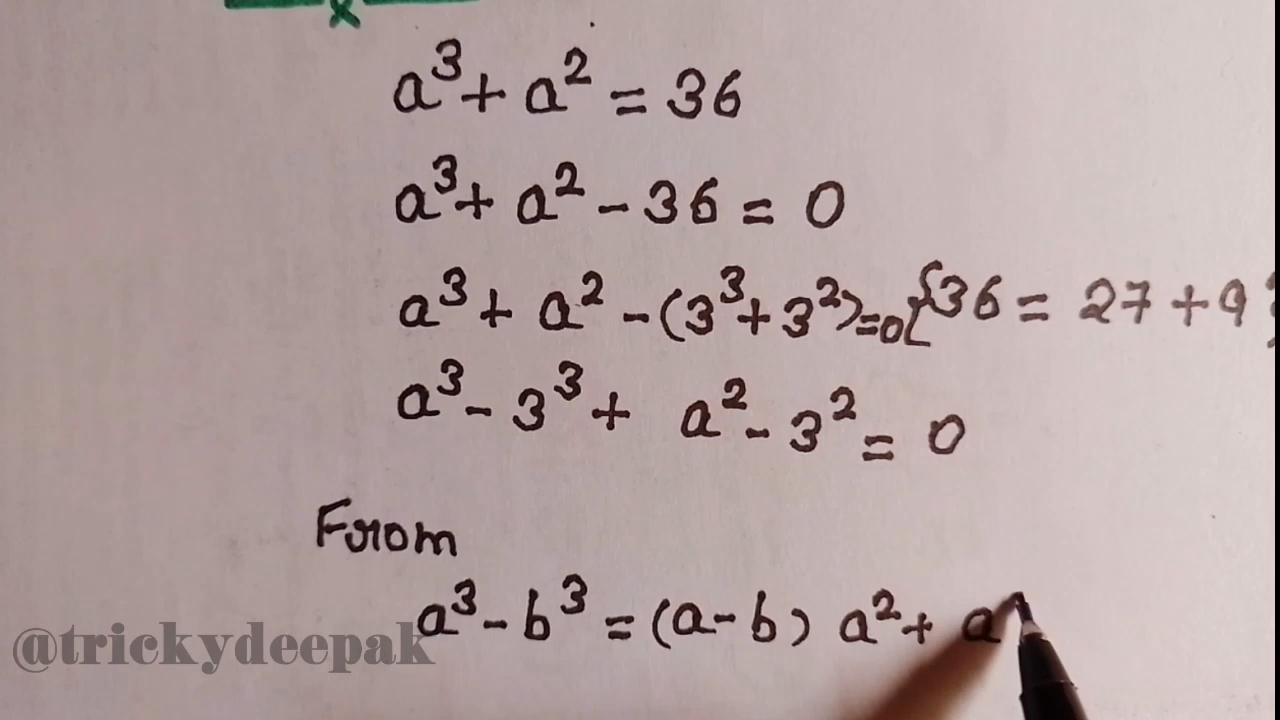 a³ + a² = 36
a³ + a² - 36 = 0
a³ + a² - (3³ + 3²) = 0 {36 = 27 + 9}
a³ - 3³ + a² - 3² = 0
From
a³ - b³ = (a - b) a² + a
@trickydeepak